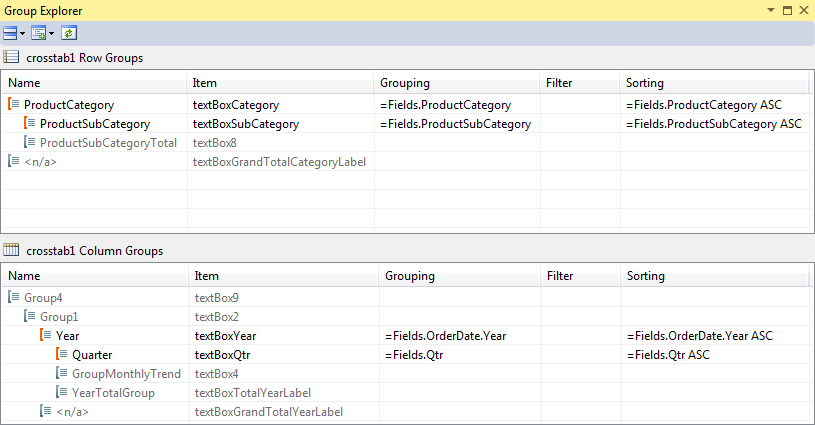 Group Explorer
crosstab1 Row Groups
Name Item Grouping Filter Sorting
ProductCategory textBoxCategory =Fields.ProductCategory =Fields.ProductCategory ASC
ProductSubCategory textBoxSubCategory =Fields.ProductSubCategory =Fields.ProductSubCategory ASC
ProductSubCategoryTotal textBox8
<n/a> textBoxGrandTotalCategoryLabel
crosstab1 Column Groups
Name Item Grouping Filter Sorting
Group4 textBox9
Group1 textBox2
Year textBoxYear =Fields.OrderDate.Year =Fields.OrderDate.Year ASC
Quarter textBoxQtr =Fields.Qtr =Fields.Qtr ASC
GroupMonthlyTrend textBox4
YearTotalGroup textBoxTotalYearLabel
<n/a> textBoxGrandTotalYearLabel